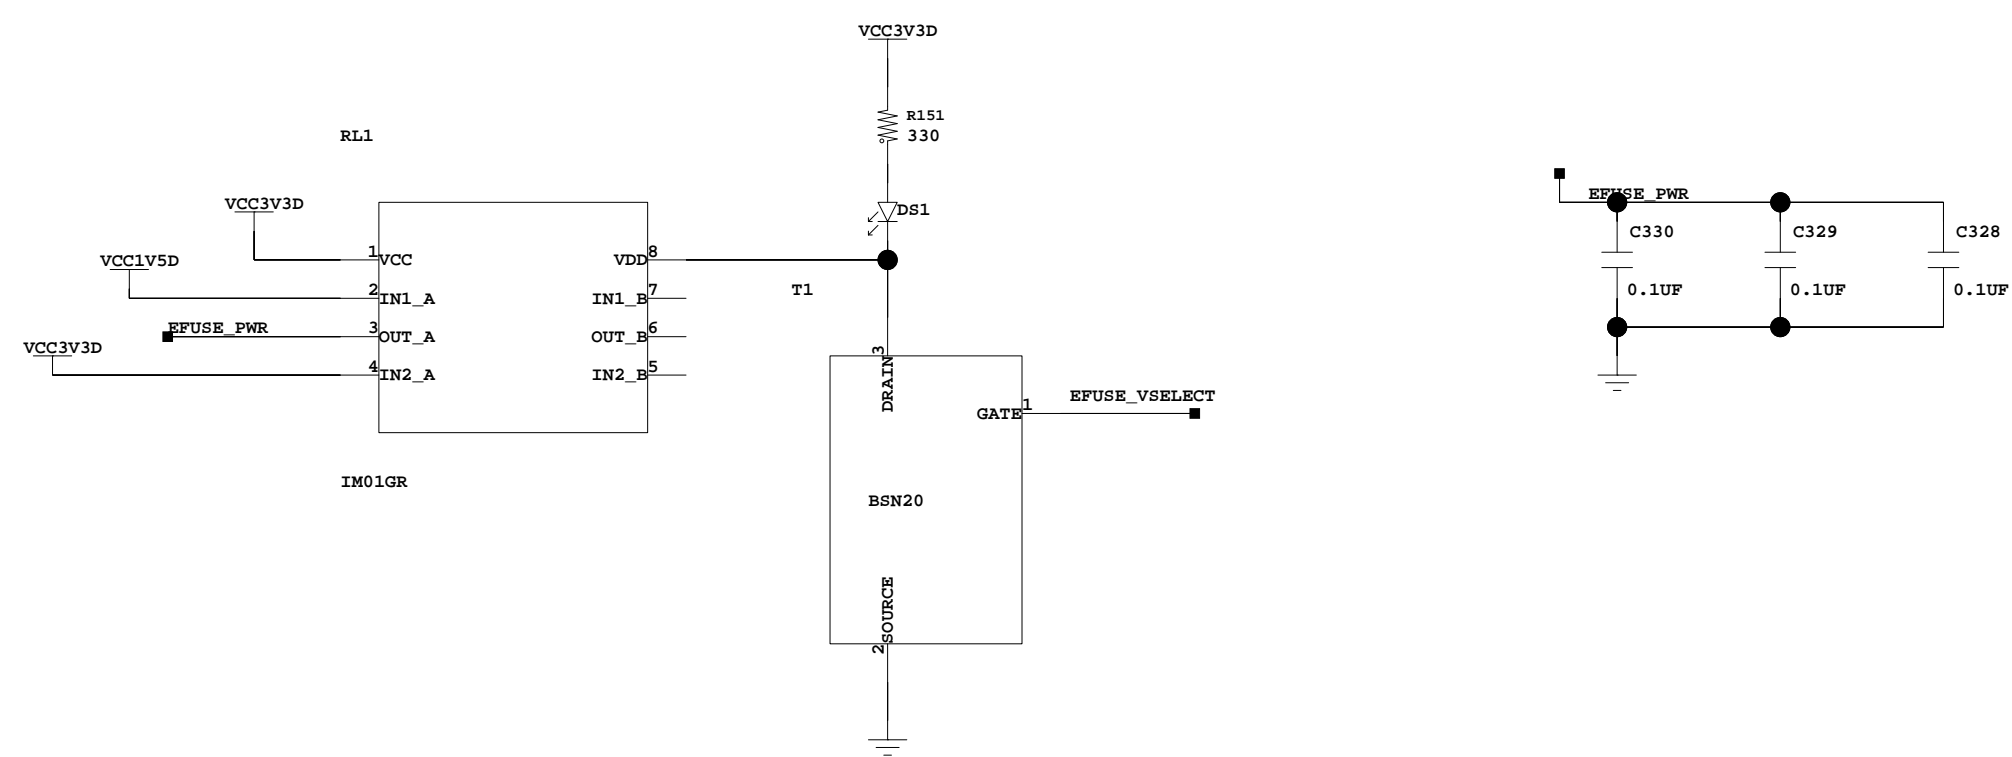 VCC3V3D
R151
330
RL1
VCC3V3D
DS1
EFUSE_PWR
C330
C329
C328
1
VCC
VDD
8
VCC1V5D
T1
0.1UF
0.1UF
0.1UF
2
IN1_A
IN1_B
7
EFUSE_PWR
3
OUT_A
OUT_B
6
VCC3V3D
4
IN2_A
IN2_B
5
3
DRAIN
EFUSE_VSELECT
GATE
1
IM01GR
BSN20
SOURCE
2